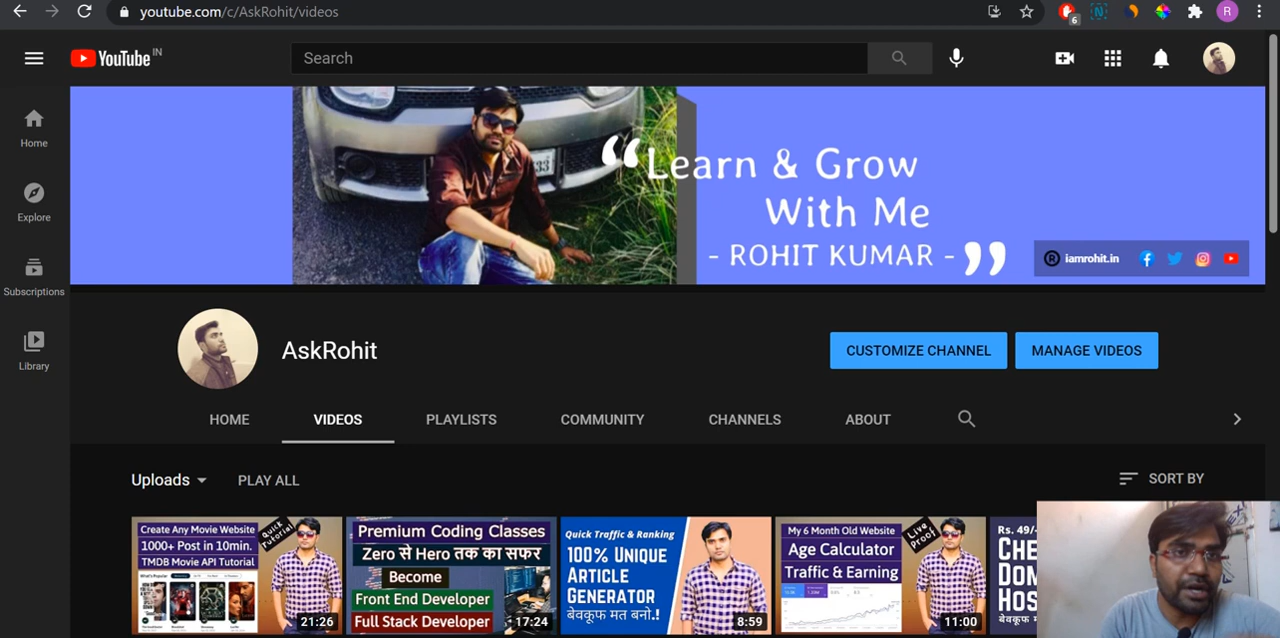 youtube.com/c/AskRohit/videos
6
R
YouTube IN
Search
Home
Explore
Subscriptions
Library
33
“Learn & Grow
With Me
- ROHIT KUMAR -”
R iamrohit.in
AskRohit
CUSTOMIZE CHANNEL
MANAGE VIDEOS
HOME
VIDEOS
PLAYLISTS
COMMUNITY
CHANNELS
ABOUT
Uploads
PLAY ALL
SORT BY
Create Any Movie Website
1000+ Post in 10min.
TMDB Movie API Tutorial
Quick Tutorial
What's Popular
21:26
Premium Coding Classes
Zero से Hero तक का सफर
Become
Front End Developer
Full Stack Developer
17:24
Quick Traffic & Ranking
100% UNIQUE
ARTICLE
GENERATOR
बेवकूफ मत बनो.!
8:59
My 6 Month Old Website
Age Calculator
Traffic & Earning
Live Proof
11:00
Rs. 49/-
CHE
DOM
HOS